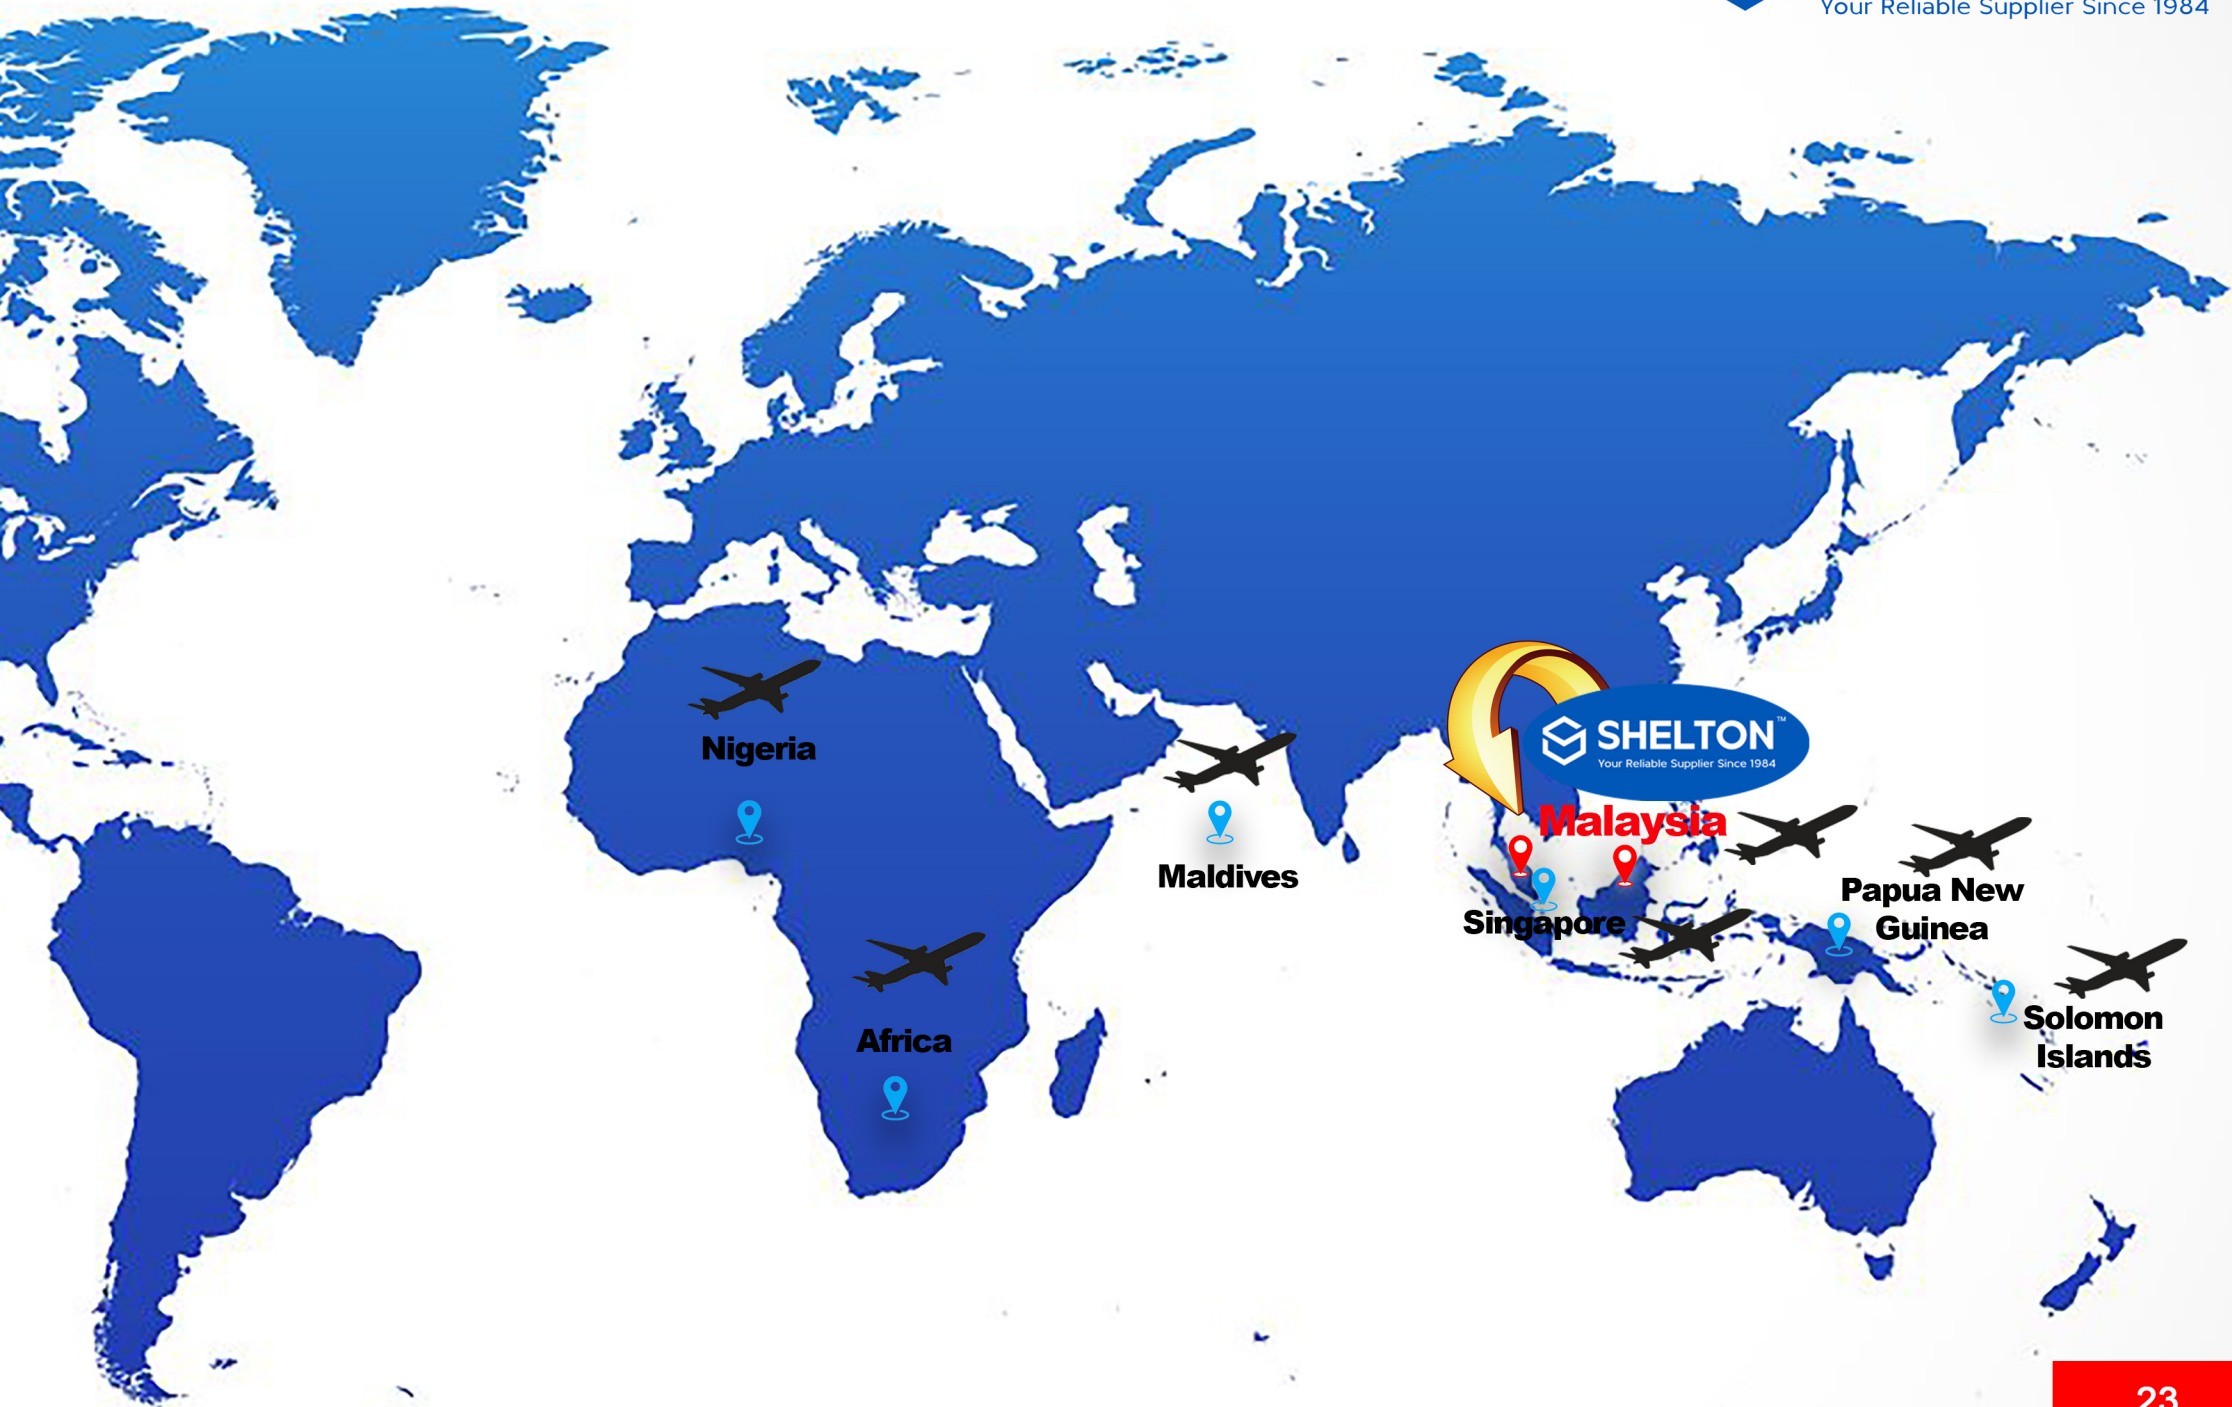 Your Reliable Supplier Since 1984
Nigeria
SHELTON™
Your Reliable Supplier Since 1984
Malaysia
Maldives
Singapore
Papua New
Guinea
Africa
Solomon
Islands
23